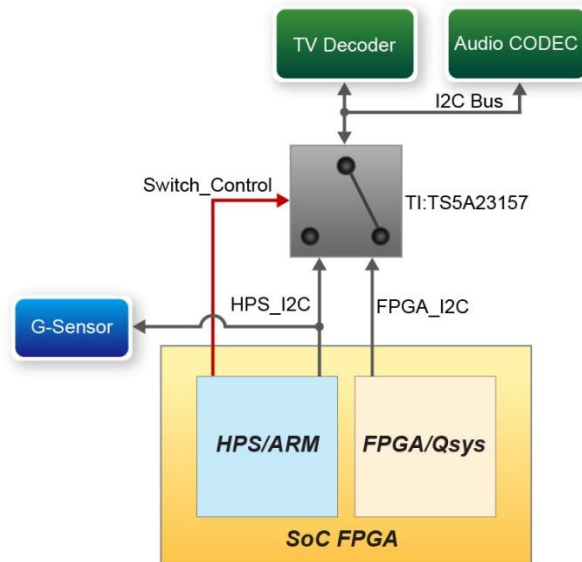 TV Decoder
Audio CODEC
I2C Bus
Switch_Control
TI:TS5A23157
HPS_I2C
FPGA_I2C
G-Sensor
HPS/ARM
FPGA/Qsys
SoC FPGA